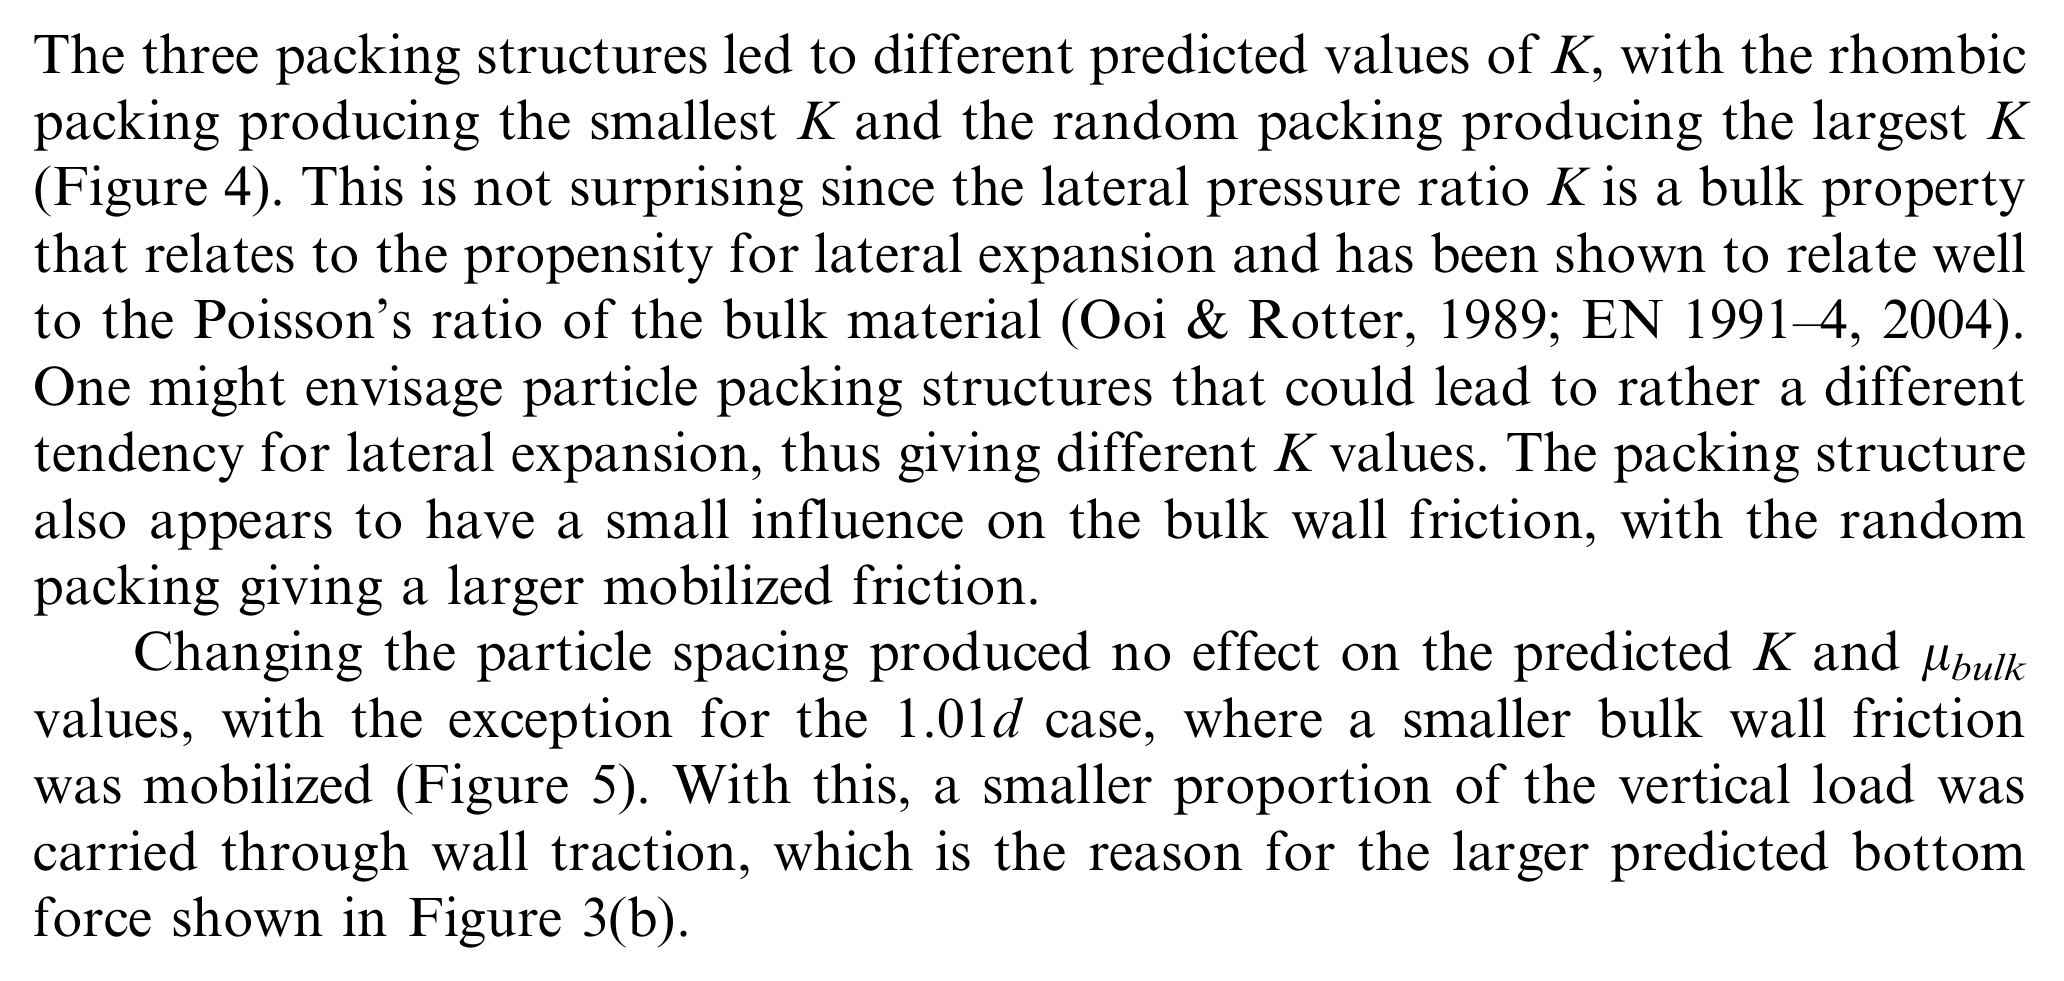 The three packing structures led to different predicted values of K, with the rhombic
packing producing the smallest K and the random packing producing the largest K
(Figure 4). This is not surprising since the lateral pressure ratio K is a bulk property
that relates to the propensity for lateral expansion and has been shown to relate well
to the Poisson’s ratio of the bulk material (Ooi & Rotter, 1989; EN 1991–4, 2004).
One might envisage particle packing structures that could lead to rather a different
tendency for lateral expansion, thus giving different K values. The packing structure
also appears to have a small influence on the bulk wall friction, with the random
packing giving a larger mobilized friction.
Changing the particle spacing produced no effect on the predicted K and μbulk
values, with the exception for the 1.01d case, where a smaller bulk wall friction
was mobilized (Figure 5). With this, a smaller proportion of the vertical load was
carried through wall traction, which is the reason for the larger predicted bottom
force shown in Figure 3(b).